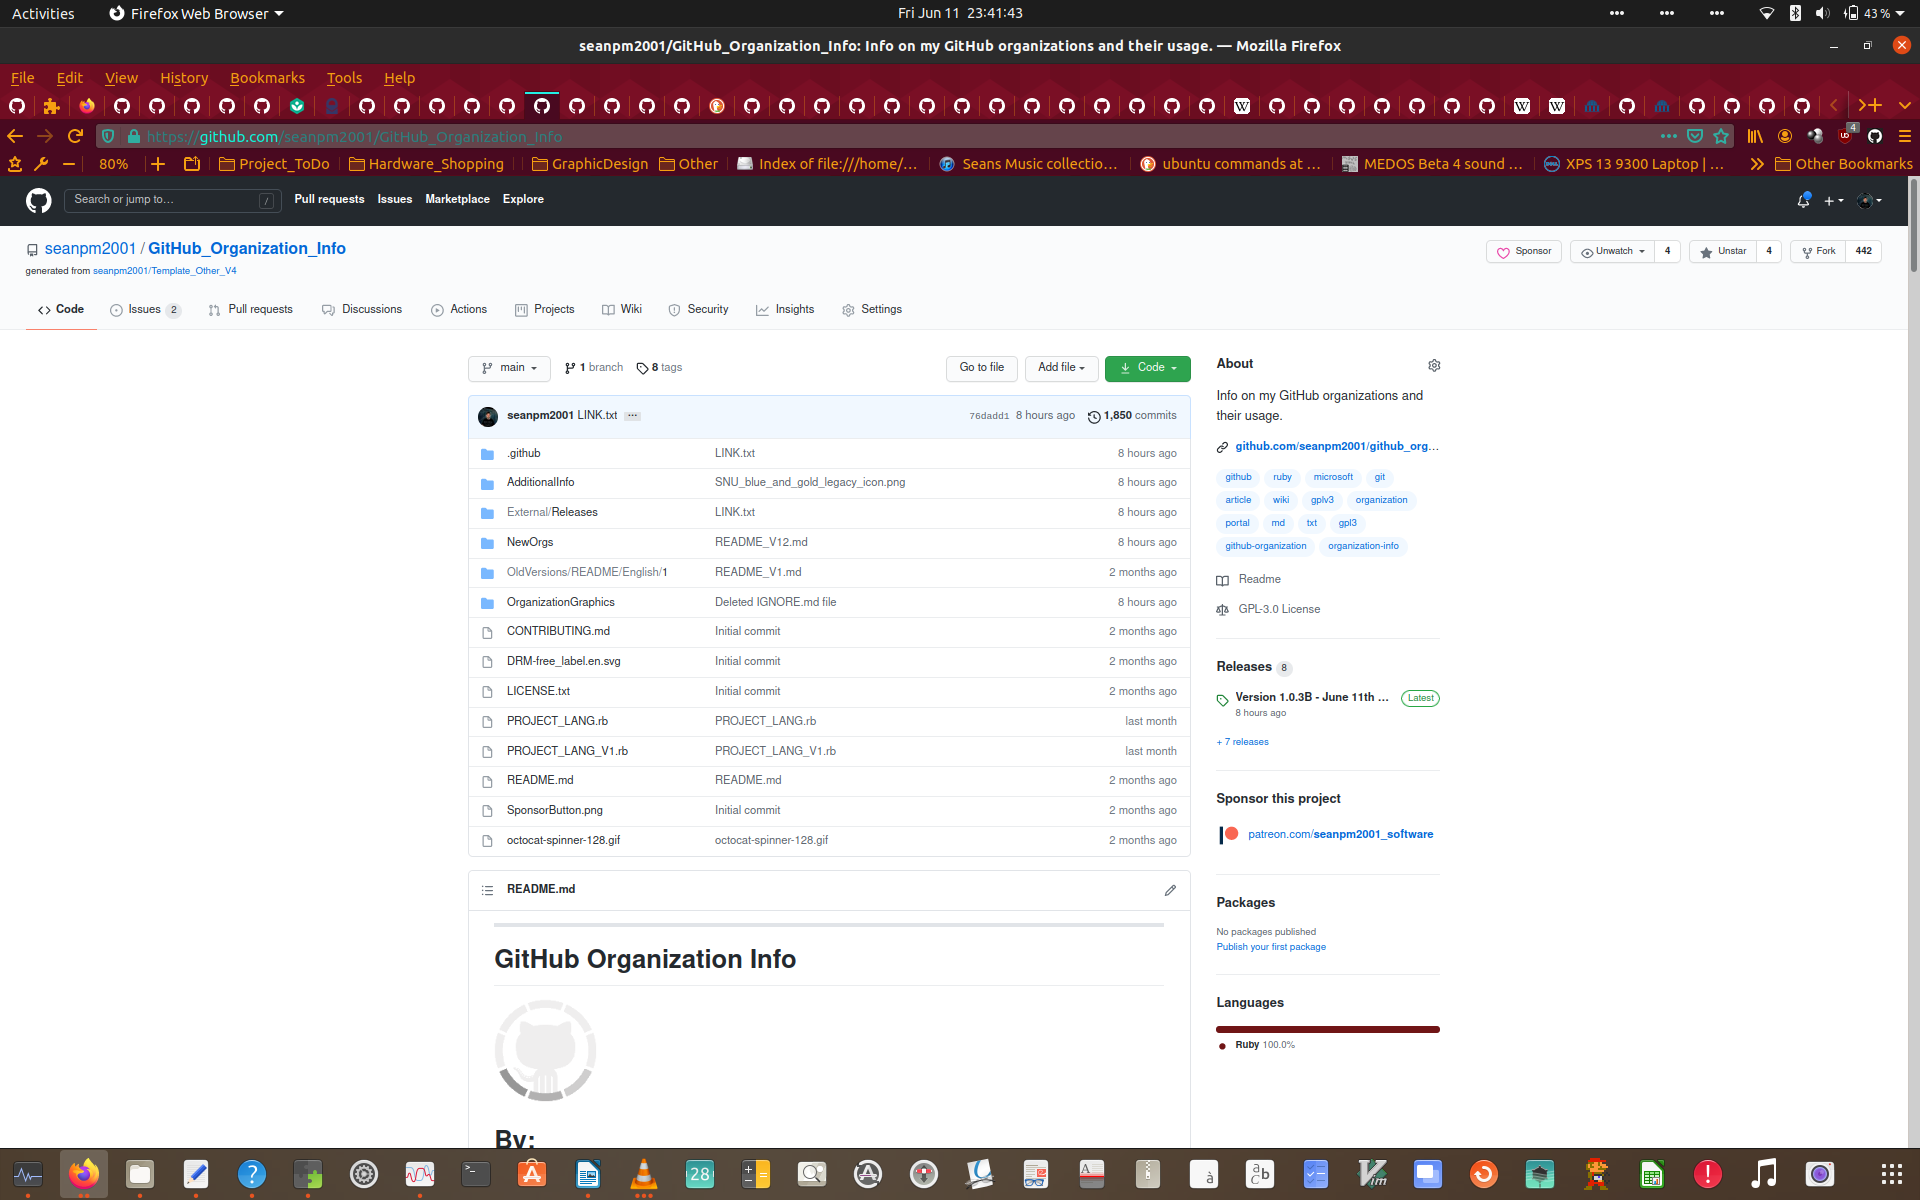 Activities Firefox Web Browser Fri Jun 11 23:41:43 43 %
seanpm2001/GitHub_Organization_Info: Info on my GitHub organizations and their usage. — Mozilla Firefox
File Edit View History Bookmarks Tools Help
https://github.com/seanpm2001/GitHub_Organization_Info 4
80% Project_ToDo Hardware_Shopping GraphicDesign Other Index of file:///home/... Seans Music collectio... ubuntu commands at ... MEDOS Beta 4 sound ... XPS 13 9300 Laptop | ... Other Bookmarks
Search or jump to... / Pull requests Issues Marketplace Explore
seanpm2001 / GitHub_Organization_Info Sponsor Unwatch 4 Unstar 4 Fork 442
generated from seanpm2001/Template_Other_V4
Code Issues 2 Pull requests Discussions Actions Projects Wiki Security Insights Settings
main 1 branch 8 tags Go to file Add file Code
seanpm2001 LINK.txt ... 76dadd1 8 hours ago 1,850 commits
.github LINK.txt 8 hours ago
AdditionalInfo SNU_blue_and_gold_legacy_icon.png 8 hours ago
External/Releases LINK.txt 8 hours ago
NewOrgs README_V12.md 8 hours ago
OldVersions/README/English/1 README_V1.md 2 months ago
OrganizationGraphics Deleted IGNORE.md file 8 hours ago
CONTRIBUTING.md Initial commit 2 months ago
DRM-free_label.en.svg Initial commit 2 months ago
LICENSE.txt Initial commit 2 months ago
PROJECT_LANG.rb PROJECT_LANG.rb last month
PROJECT_LANG_V1.rb PROJECT_LANG_V1.rb last month
README.md README.md 2 months ago
SponsorButton.png Initial commit 2 months ago
octocat-spinner-128.gif octocat-spinner-128.gif 2 months ago
README.md
GitHub Organization Info
By:
About
Info on my GitHub organizations and
their usage.
github.com/seanpm2001/github_org...
github ruby microsoft git
article wiki gplv3 organization
portal md txt gpl3
github-organization organization-info
Readme
GPL-3.0 License
Releases 8
Version 1.0.3B - June 11th ... Latest
8 hours ago
+ 7 releases
Sponsor this project
patreon.com/seanpm2001_software
Packages
No packages published
Publish your first package
Languages
Ruby 100.0%
28